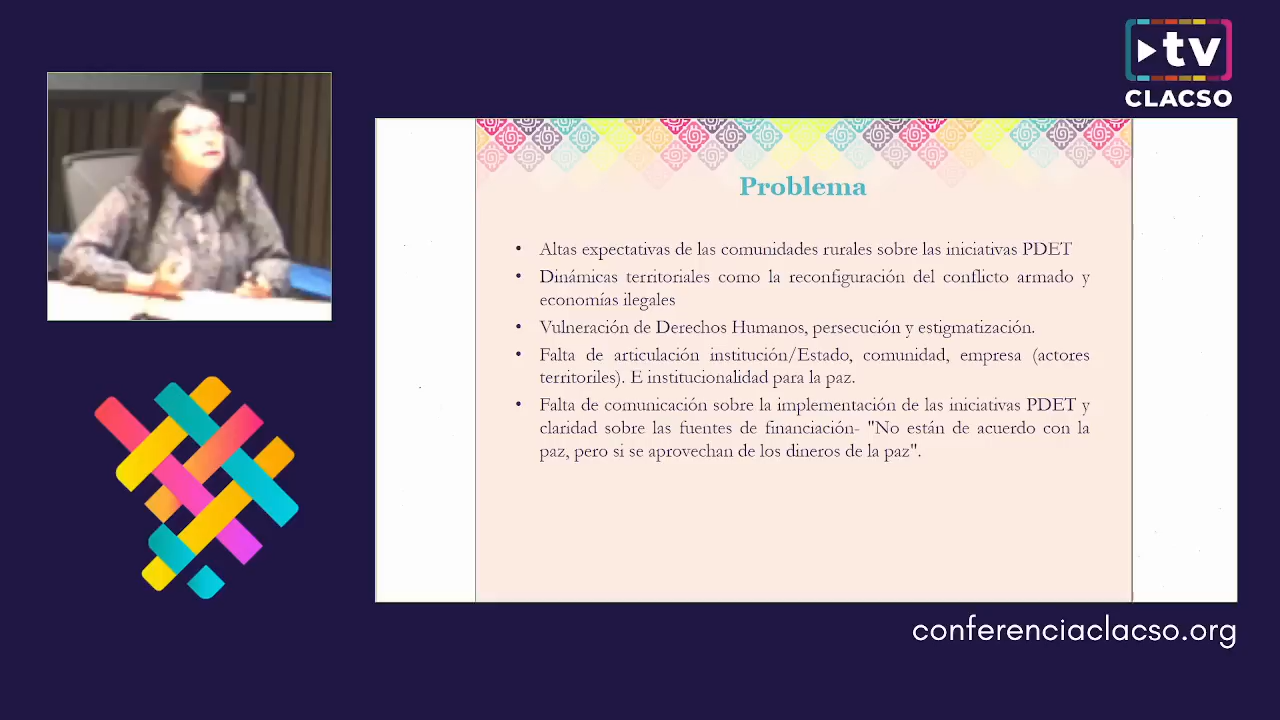 tv
CLACSO
Problema
• Altas expectativas de las comunidades rurales sobre las iniciativas PDET
• Dinámicas territoriales como la reconfiguración del conflicto armado y
economías ilegales
• Vulneración de Derechos Humanos, persecución y estigmatización.
• Falta de articulación institución/Estado, comunidad, empresa (actores
territoriles). E institucionalidad para la paz.
• Falta de comunicación sobre la implementación de las iniciativas PDET y
claridad sobre las fuentes de financiación- "No están de acuerdo con la
paz, pero si se aprovechan de los dineros de la paz".
conferenciaclacso.org